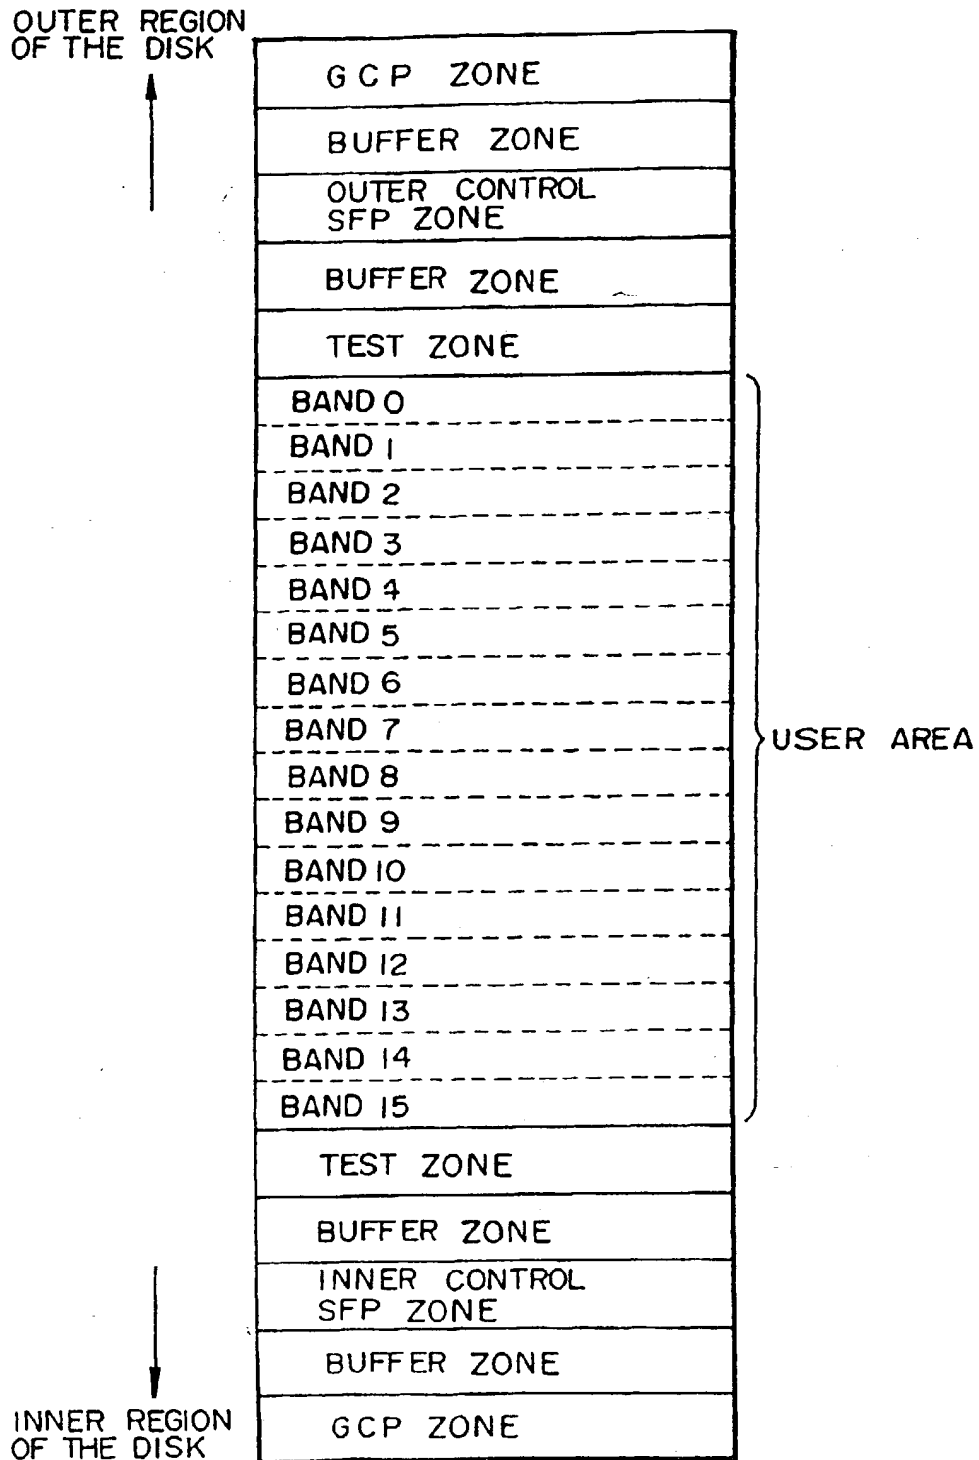 OUTER REGION
OF THE DISK
GCP ZONE
BUFFER ZONE
OUTER CONTROL
SFP ZONE
BUFFER ZONE
TEST ZONE
BAND 0
BAND 1
BAND 2
BAND 3
BAND 4
BAND 5
BAND 6
BAND 7
USER AREA
BAND 8
BAND 9
BAND 10
BAND 11
BAND 12
BAND 13
BAND 14
BAND 15
TEST ZONE
BUFFER ZONE
INNER CONTROL
SFP ZONE
BUFFER ZONE
INNER REGION
OF THE DISK
GCP ZONE